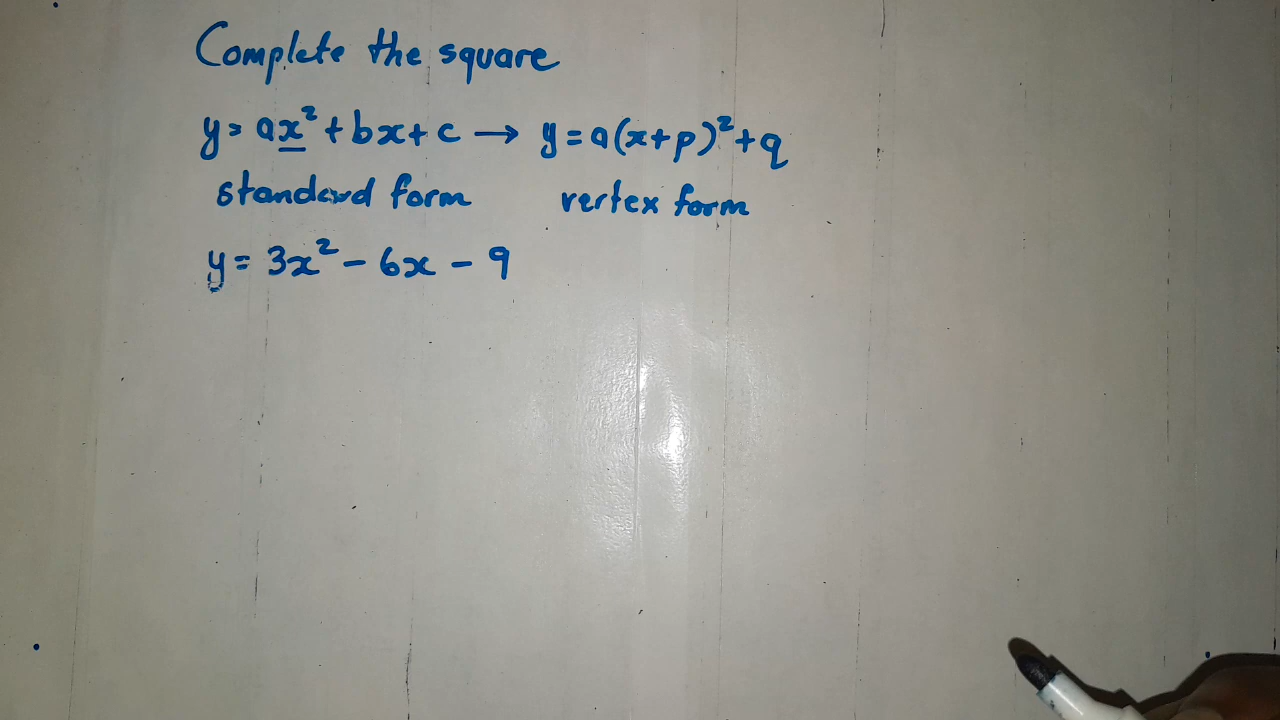 Complete the square
y = ax² + bx + c → y = a(x + p)² + q
standard form vertex form
y = 3x² - 6x - 9